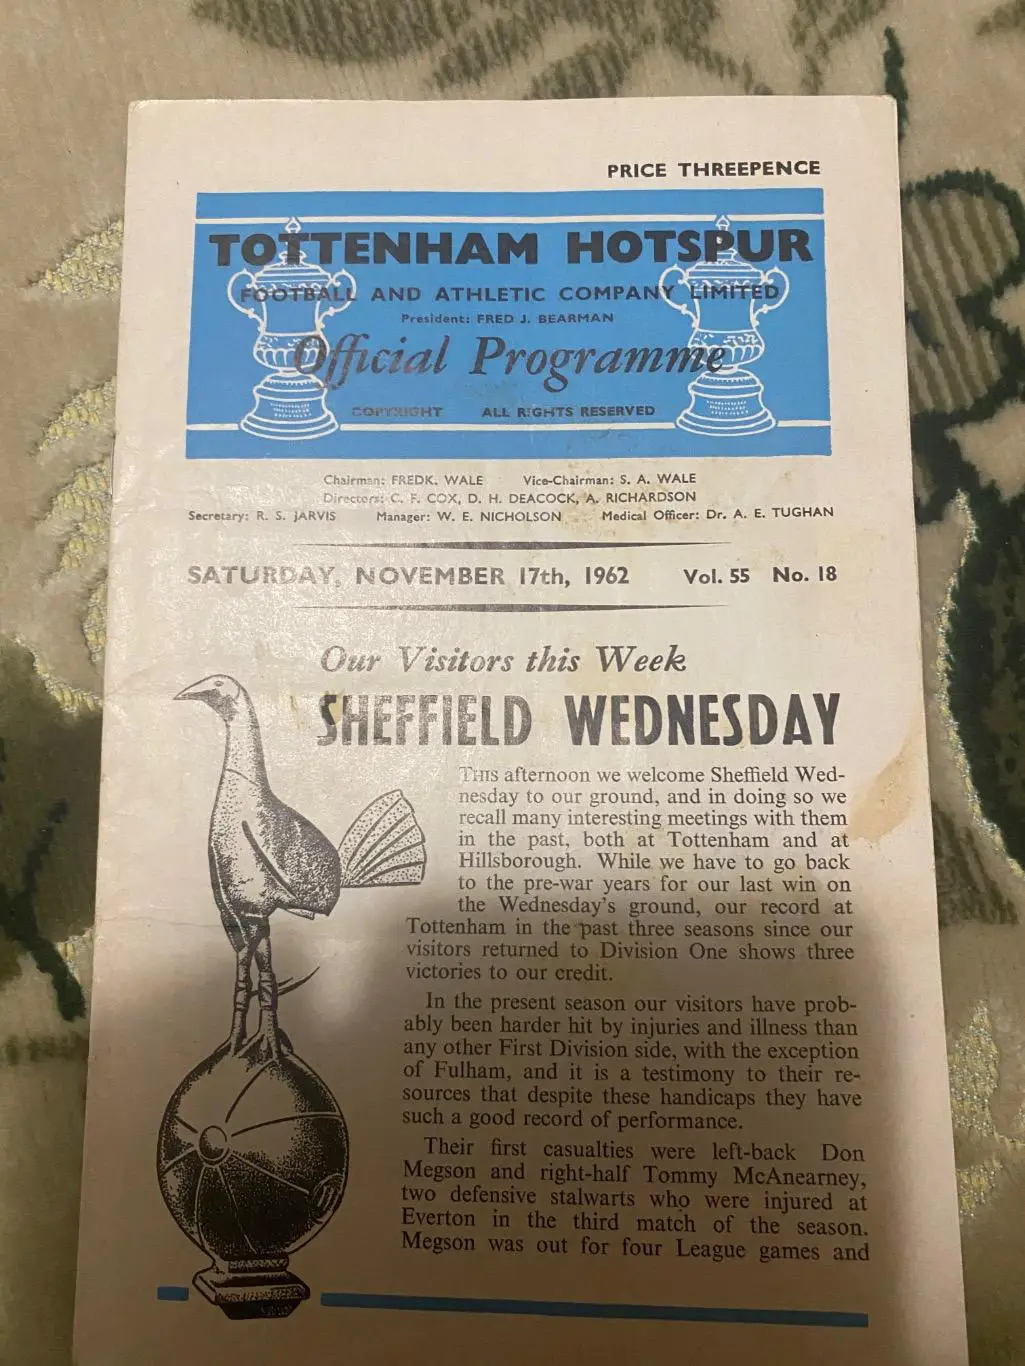 PRICE THREEPENCE
TOTTENHAM HOTSPUR
FOOTBALL AND ATHLETIC COMPANY LIMITED
President: FRED J. BEARMAN
Official Programme
COPYRIGHT ALL RIGHTS RESERVED
Chairman: FREDK. WALE Vice-Chairman: S. A. WALE
Directors: C. F. COX, D. H. DEACOCK, A. RICHARDSON
Secretary: R. S. JARVIS Manager: W. E. NICHOLSON Medical Officer: Dr. A. E. TUGHAN
SATURDAY, NOVEMBER 17th, 1962 Vol. 55 No. 18
Our Visitors this Week
SHEFFIELD WEDNESDAY
THIS afternoon we welcome Sheffield Wed-
nesday to our ground, and in doing so we
recall many interesting meetings with them
in the past, both at Tottenham and at
Hillsborough. While we have to go back
to the pre-war years for our last win on
the Wednesday's ground, our record at
Tottenham in the past three seasons since our
visitors returned to Division One shows three
victories to our credit.
In the present season our visitors have prob-
ably been harder hit by injuries and illness than
any other First Division side, with the exception
of Fulham, and it is a testimony to their re-
sources that despite these handicaps they have
such a good record of performance.
Their first casualties were left-back Don
Megson and right-half Tommy McAnearney,
two defensive stalwarts who were injured at
Everton in the third match of the season.
Megson was out for four League games and